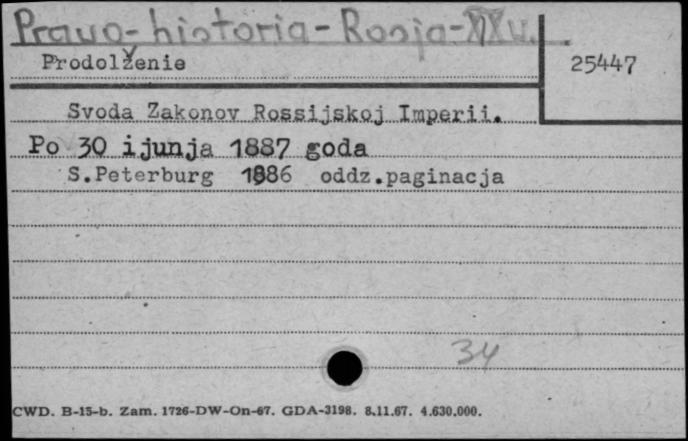 Prawo-historia-Rosja-XIXw.
Prodolženie
25447
Svoda Zakonov Rossijskoj Imperii.
Po 30 ijunja 1887 goda
S.Peterburg 1886 oddz.paginacja
34
CWD. B-15-b. Zam. 1726-DW-On-67. GDA-3198. 8.11.67. 4.630.000.